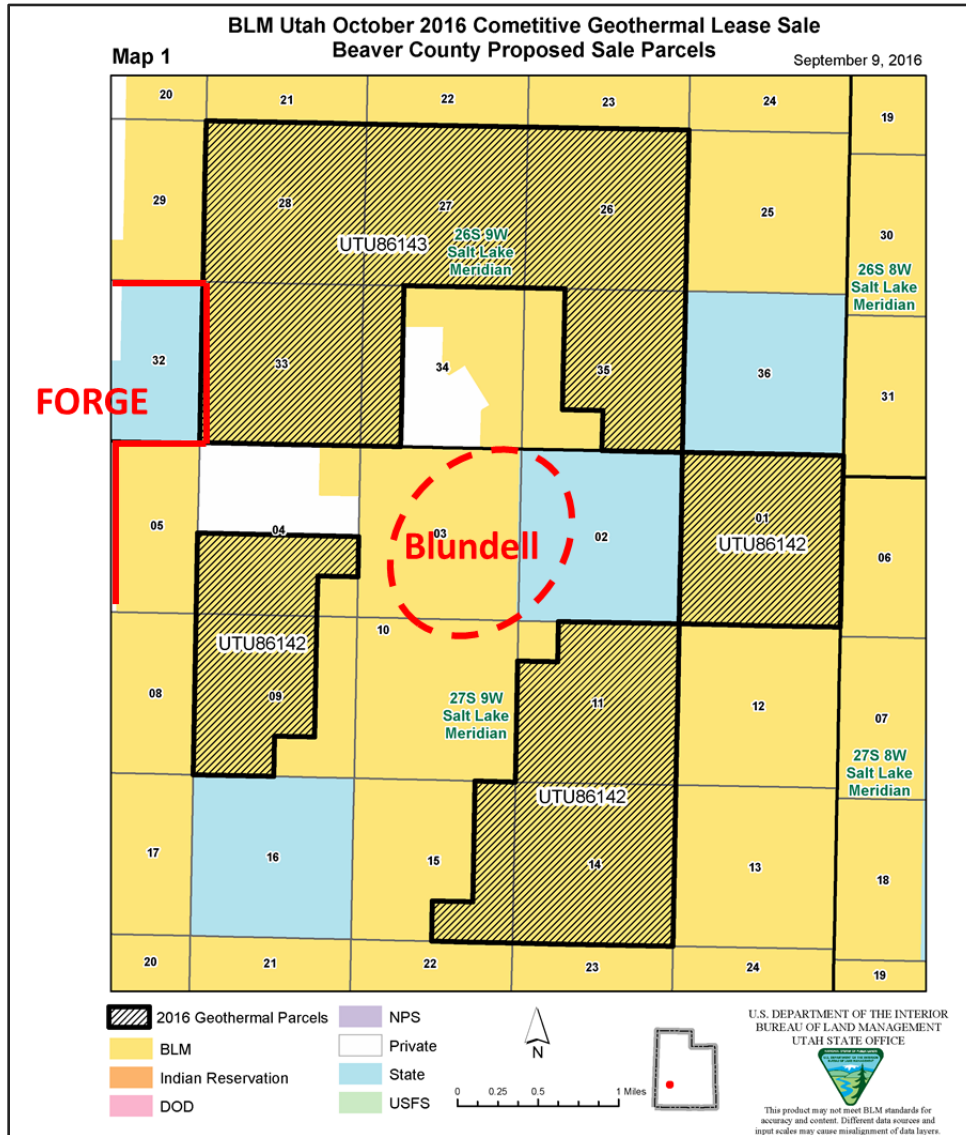 BLM Utah October 2016 Cometitive Geothermal Lease Sale
Beaver County Proposed Sale Parcels
Map 1
September 9, 2016
20
21
22
23
24
19
29
28
27
26
25
30
UTU86143
26S 9W
Salt Lake
Meridian
26S 8W
Salt Lake
Meridian
32
33
34
35
36
31
FORGE
05
04
03
02
01
06
Blundell
UTU86142
10
UTU86142
08
09
27S 9W
Salt Lake
Meridian
11
12
07
27S 8W
Salt Lake
Meridian
UTU86142
17
16
15
14
13
18
20
21
22
23
24
19
2016 Geothermal Parcels
BLM
Indian Reservation
DOD
NPS
Private
State
USFS
N
0 0.25 0.5 1 Miles
U.S. DEPARTMENT OF THE INTERIOR
BUREAU OF LAND MANAGEMENT
UTAH STATE OFFICE
This product may not meet BLM standards for
accuracy and content. Different data sources and
input scales may cause misalignment of data layers.